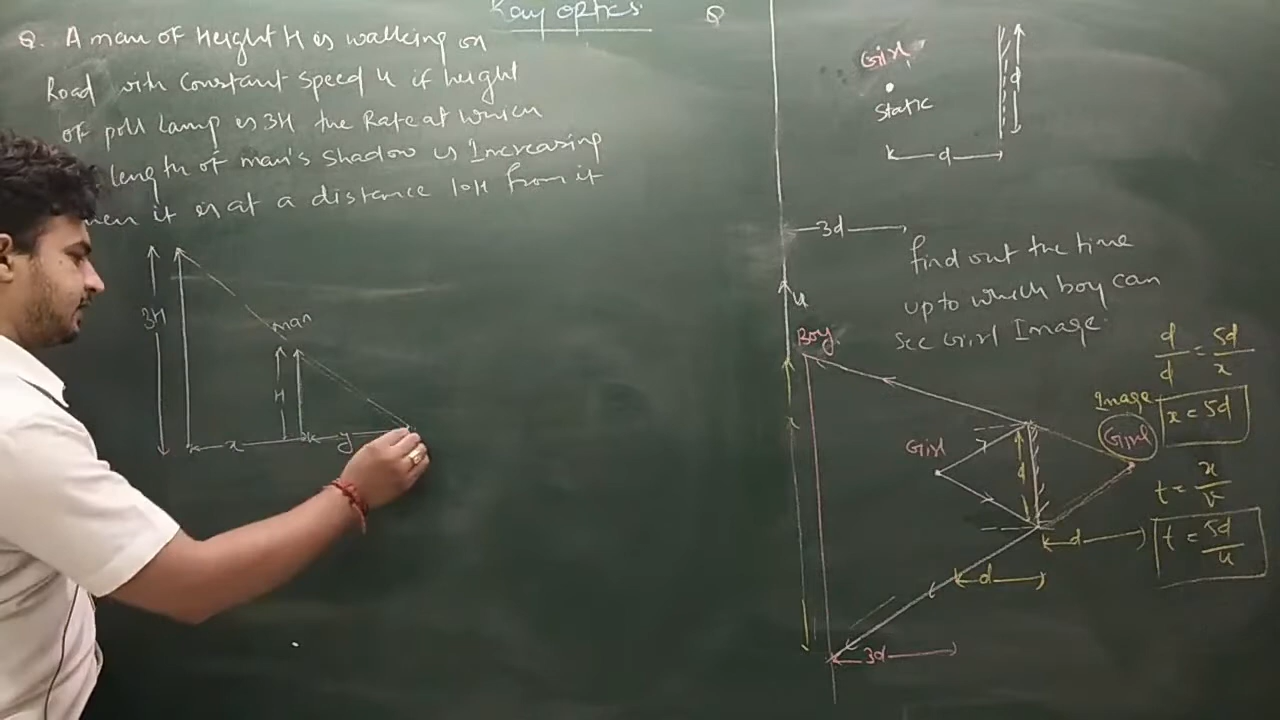 Ray optics.
Q. A man of Height H is walking on
Road with Constant Speed u if height
of poll Lamp is 3H the Rate at which
length of man's shadow is Increasing
it is at a distance 10H from it
3H
man
H
x
y
Q
Girl
Static
d
d
3d
find out the time
upto which boy can
see Girl Image.
u
Boy
x
Girl
d
Image
Girl
d
d
3d
d/d = 5d/x
x = 5d
t = x/v
t = 5d/u